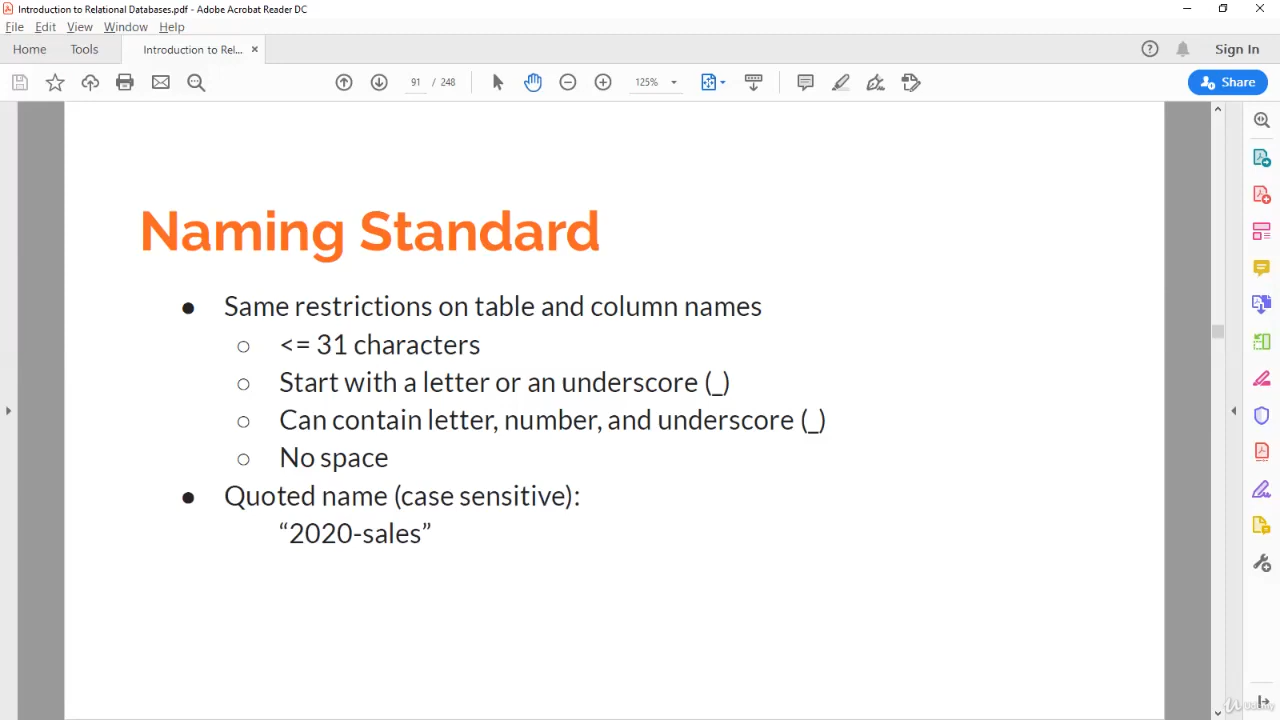 Introduction to Relational Databases.pdf - Adobe Acrobat Reader DC
File Edit View Window Help
Home Tools Introduction to Rel... × Sign In
91 / 248 125% Share
Naming Standard
● Same restrictions on table and column names
○ <= 31 characters
○ Start with a letter or an underscore (_)
○ Can contain letter, number, and underscore (_)
○ No space
● Quoted name (case sensitive):
“2020-sales”
Udemy